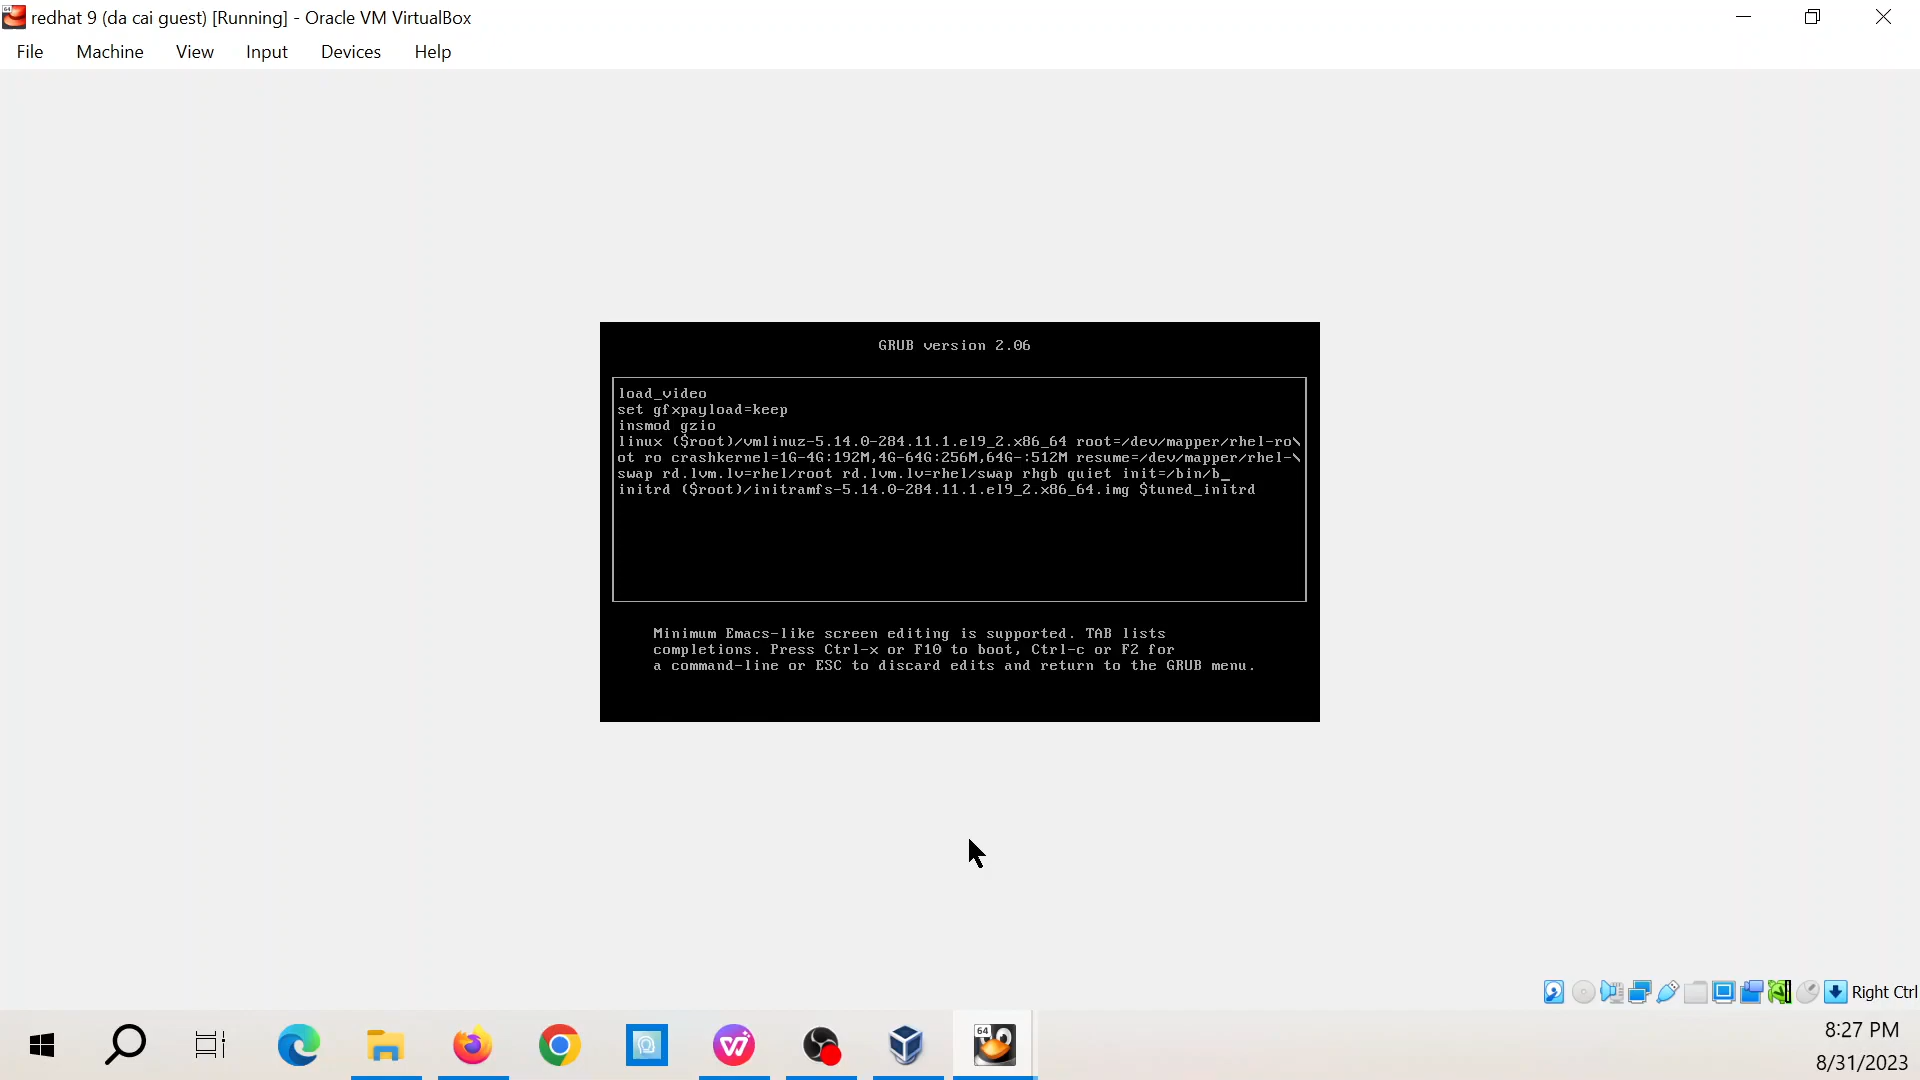 redhat 9 (da cai guest) [Running] - Oracle VM VirtualBox
File Machine View Input Devices Help
GRUB version 2.06
load_video
set gfxpayload=keep
insmod gzio
linux ($root)/vmlinuz-5.14.0-284.11.1.el9_2.x86_64 root=/dev/mapper/rhel-ro\
ot ro crashkernel=1G-4G:192M,4G-64G:256M,64G-:512M resume=/dev/mapper/rhel-\
swap rd.lvm.lv=rhel/root rd.lvm.lv=rhel/swap rhgb quiet init=/bin/b_
initrd ($root)/initramfs-5.14.0-284.11.1.el9_2.x86_64.img $tuned_initrd
Minimum Emacs-like screen editing is supported. TAB lists
completions. Press Ctrl-x or F10 to boot, Ctrl-c or F2 for
a command-line or ESC to discard edits and return to the GRUB menu.
Right Ctrl
64
8:27 PM
8/31/2023